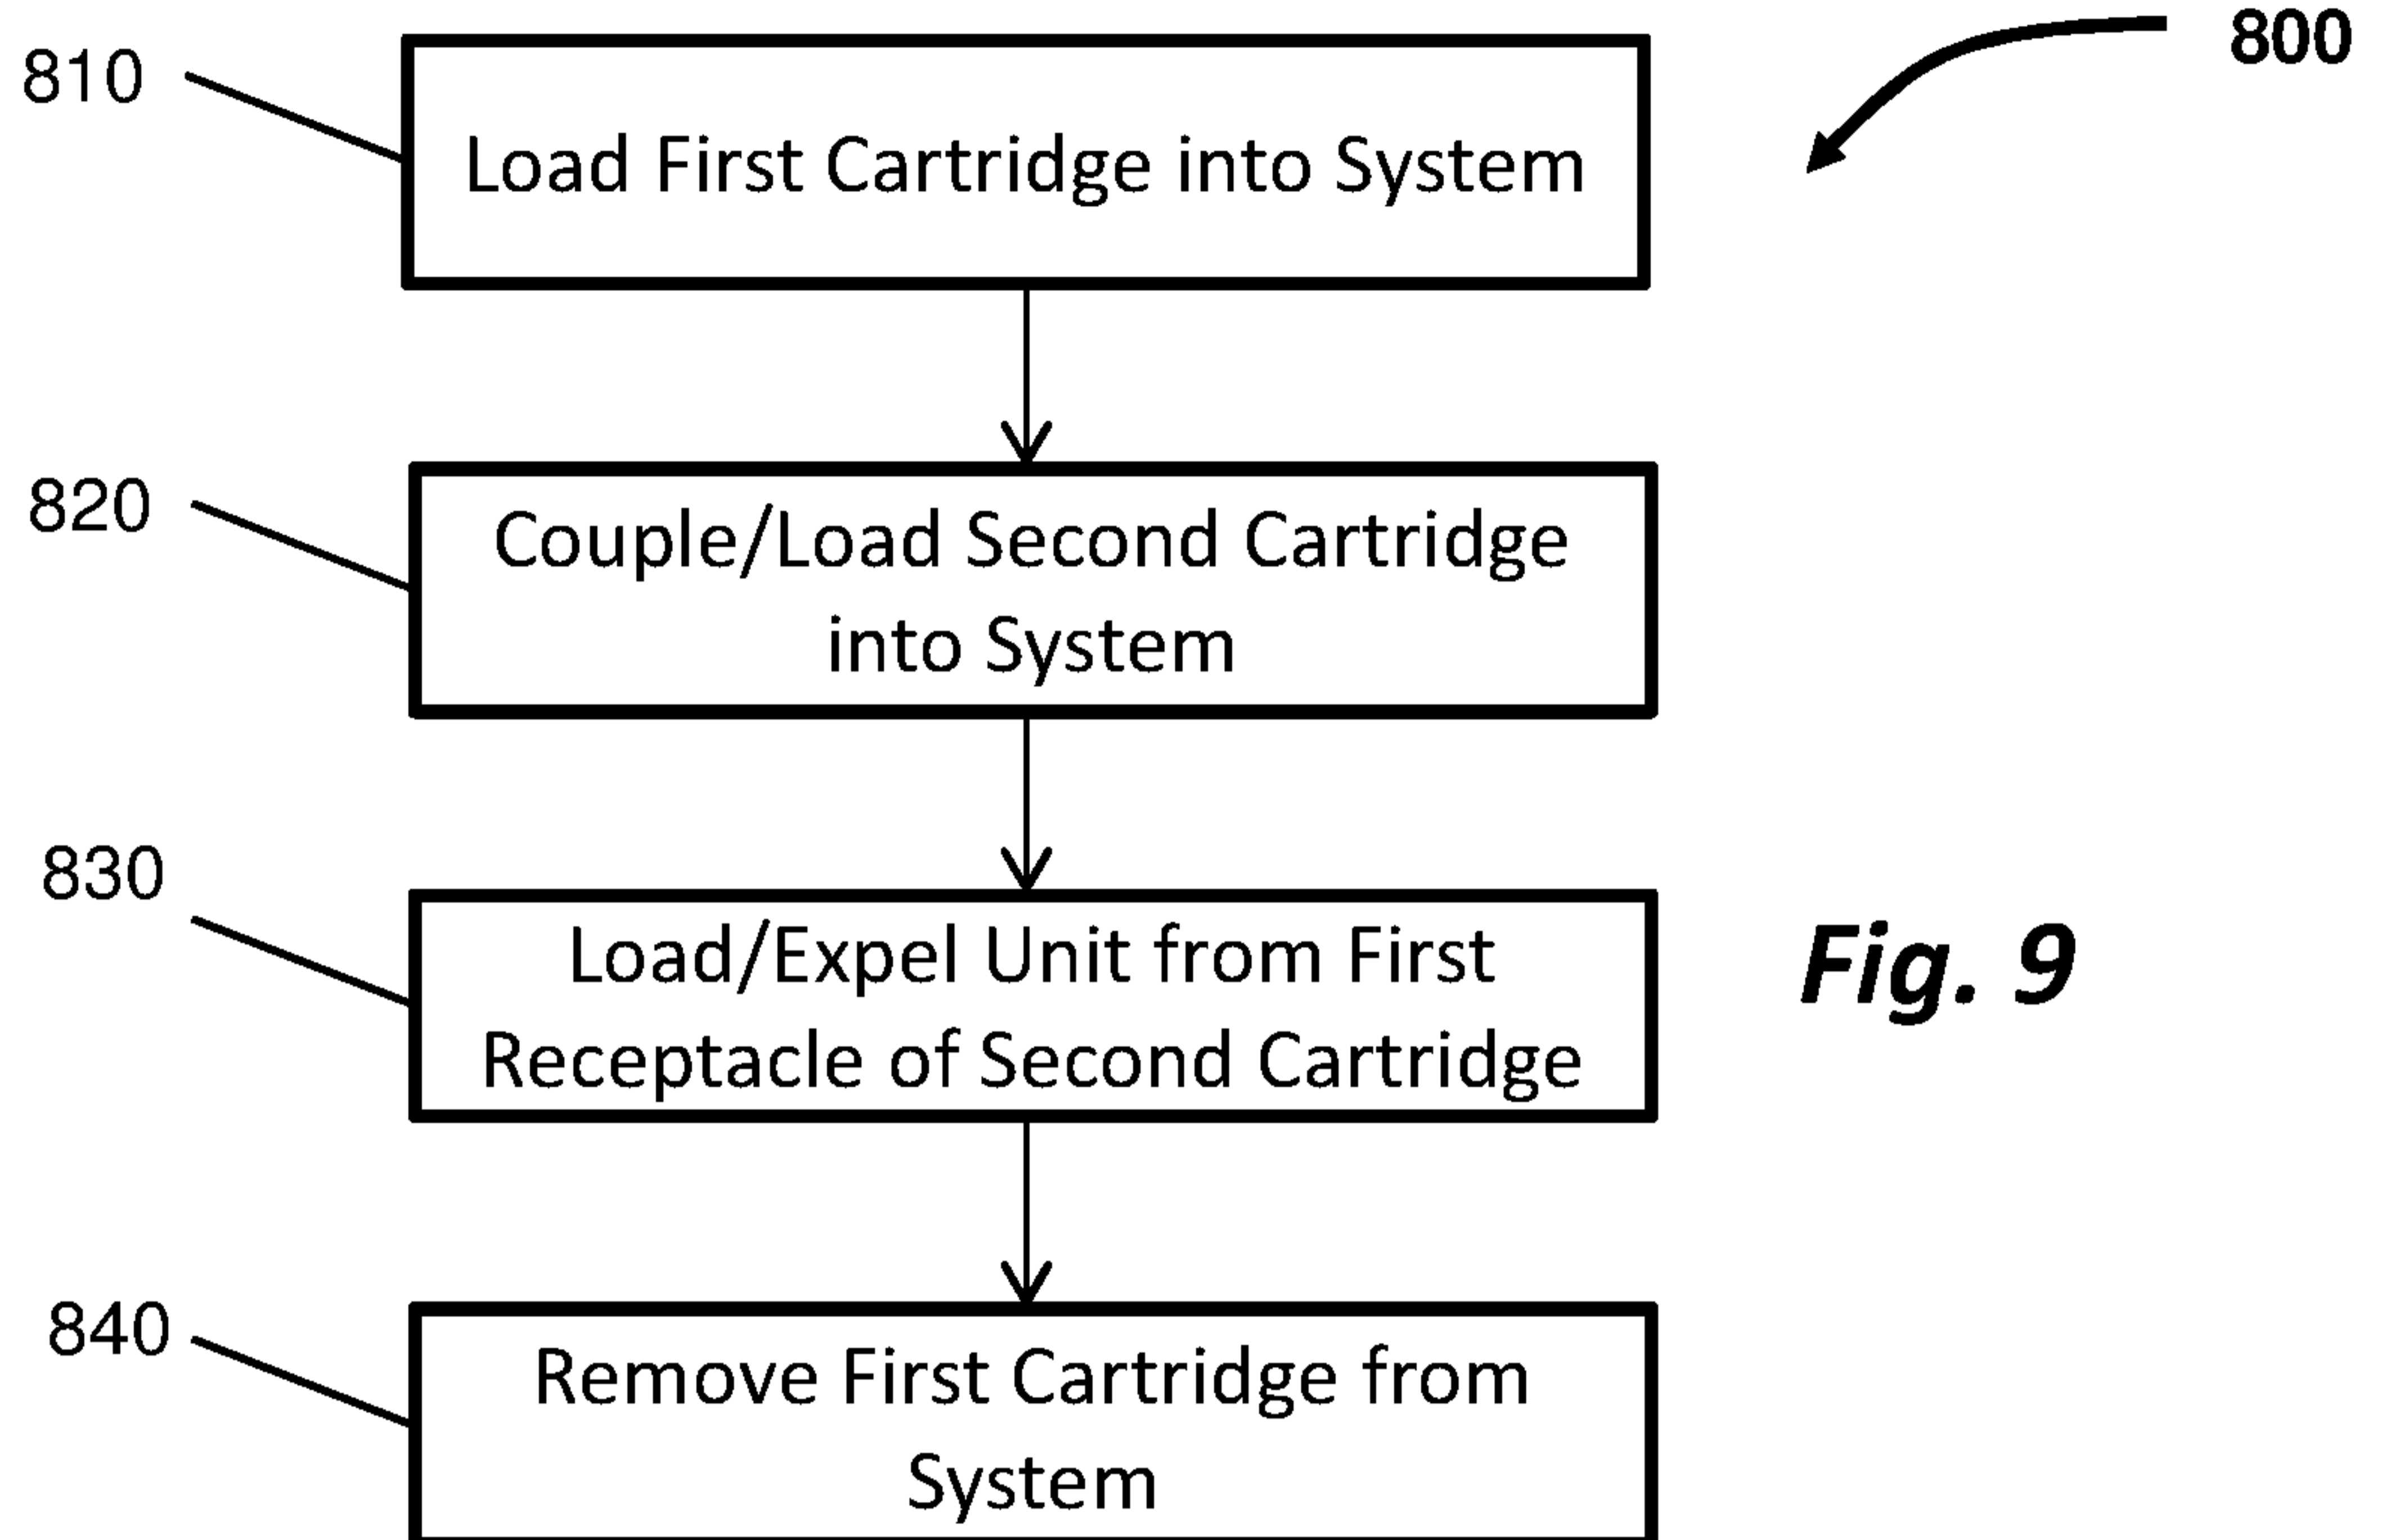 800
810
Load First Cartridge into System
820
Couple/Load Second Cartridge
into System
830
Load/Expel Unit from First
Receptacle of Second Cartridge
Fig. 9
840
Remove First Cartridge from
System